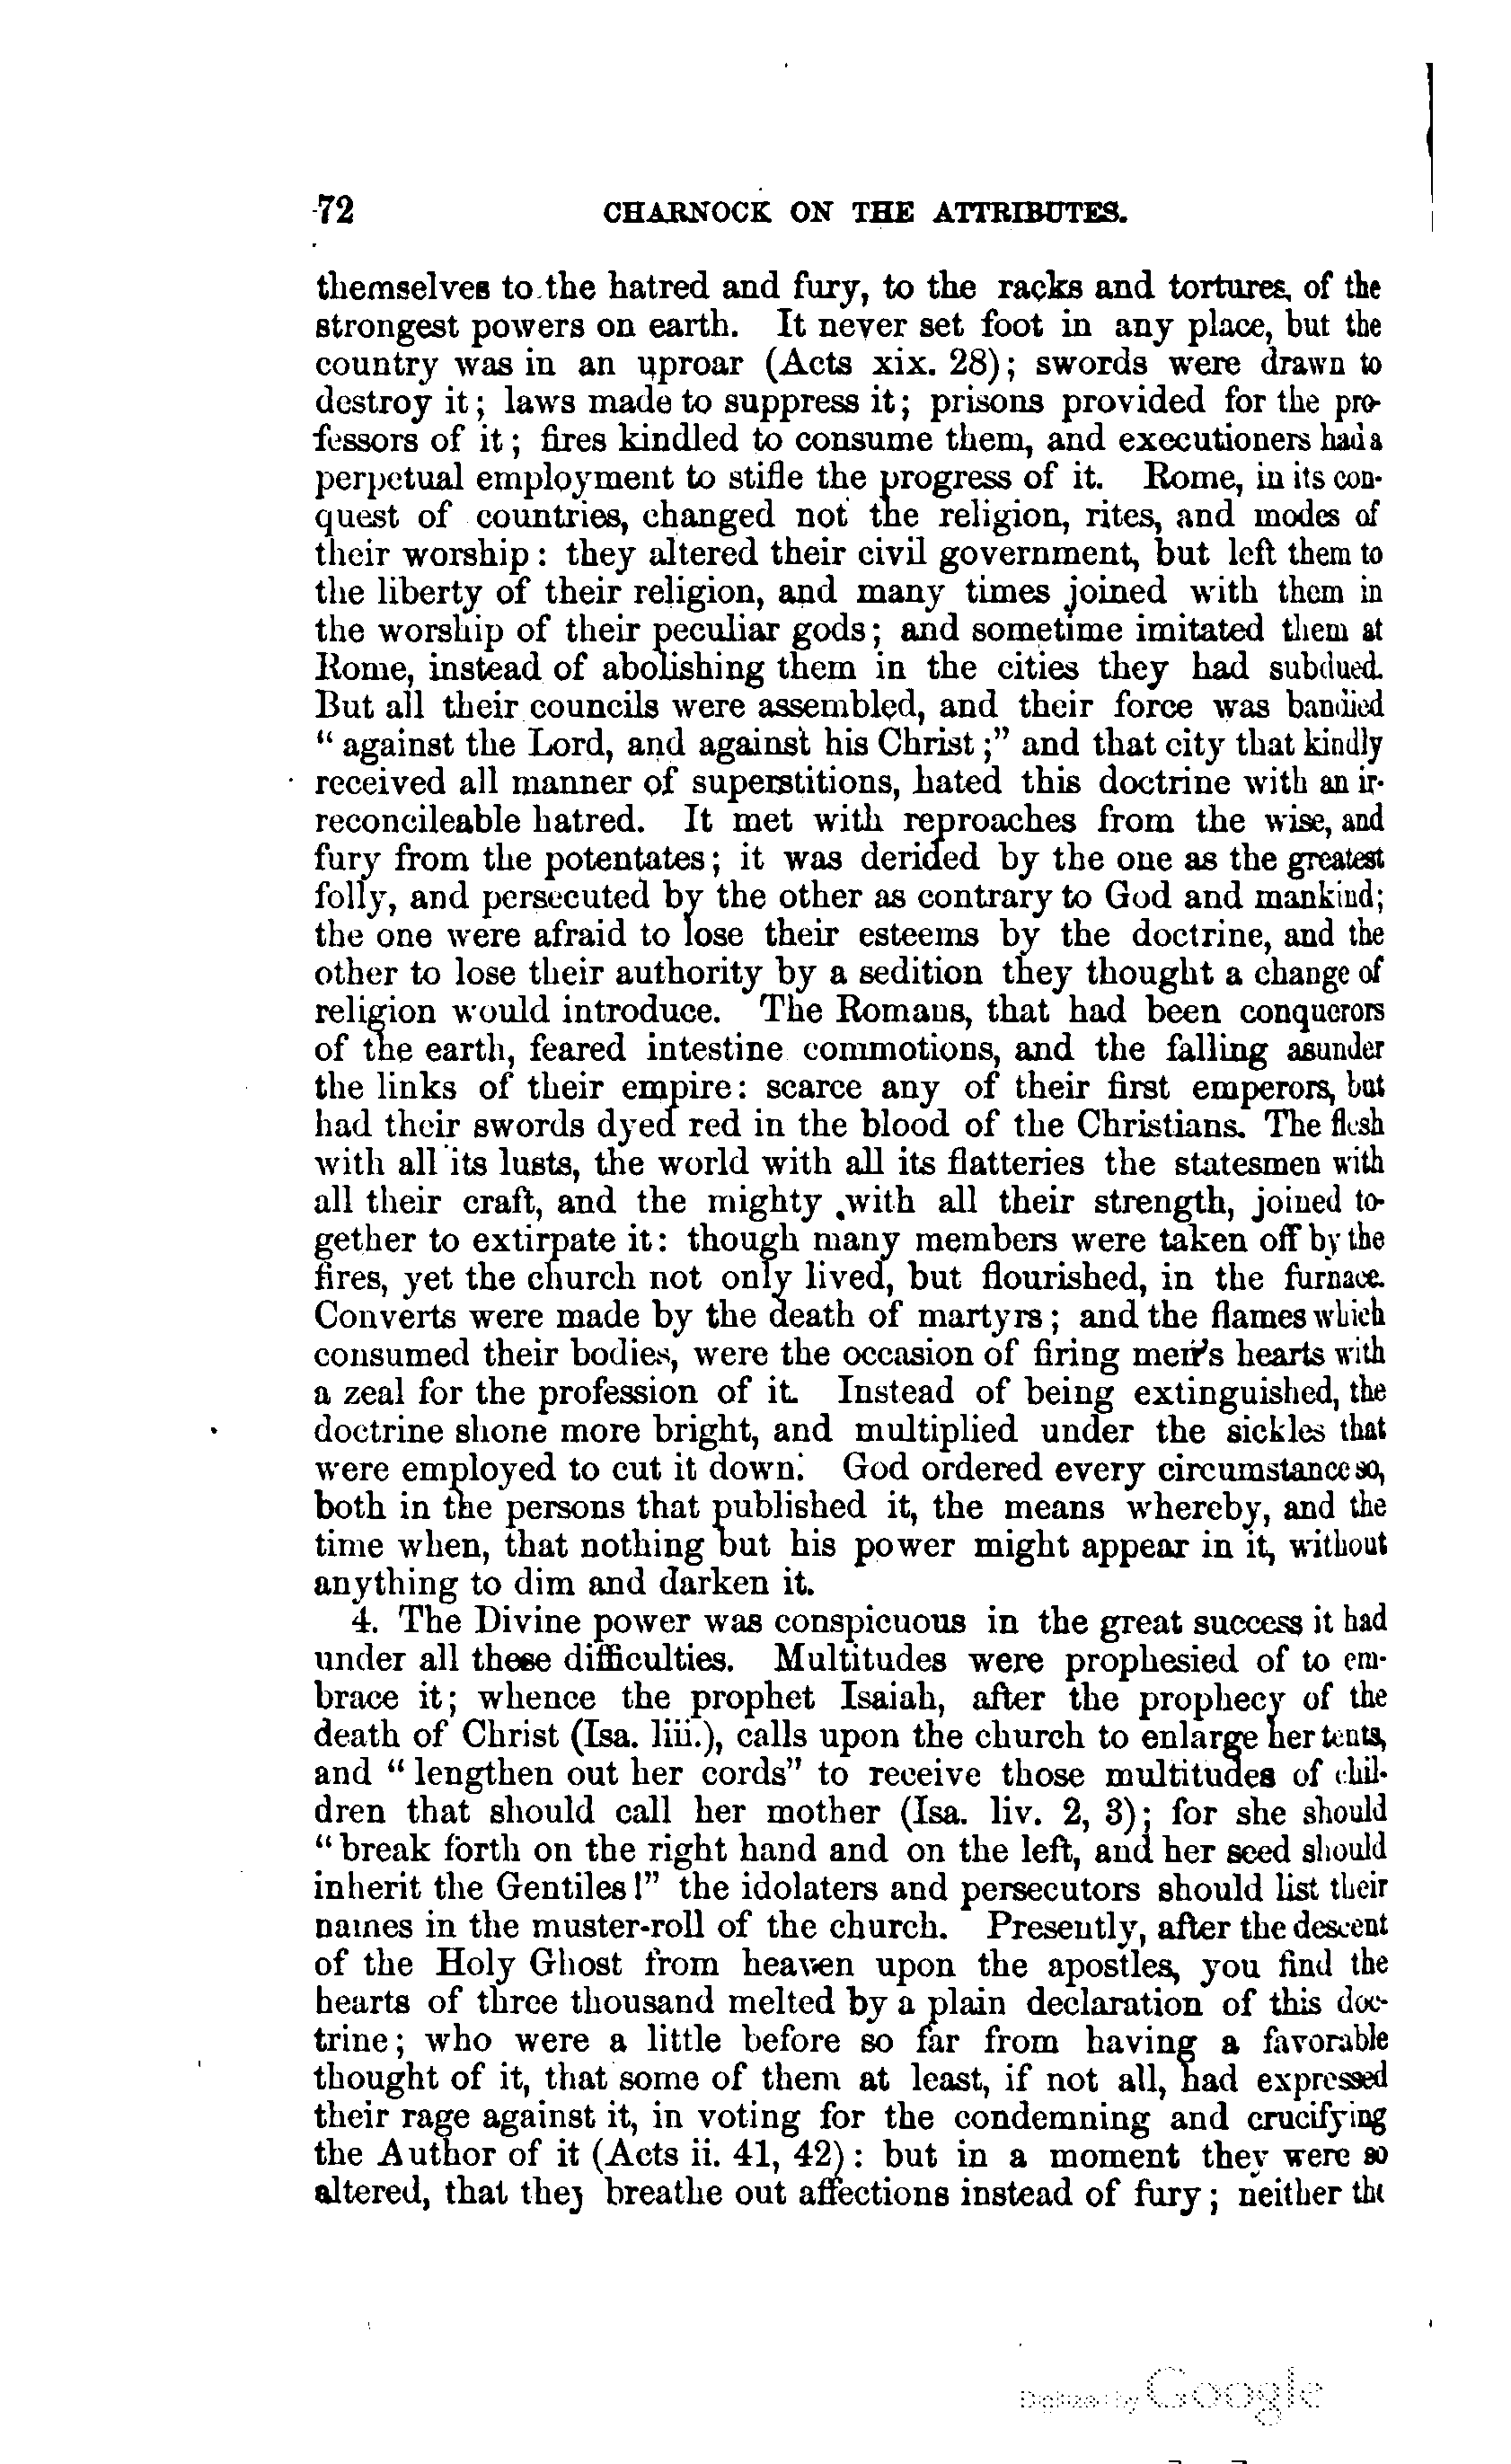 72 CHARNOCK ON THE ATTRIBUTES.
themselves to the hatred and fury, to the racks and tortures, of the
strongest powers on earth. It never set foot in any place, but the
country was in an uproar (Acts xix. 28); swords were drawn to
destroy it; laws made to suppress it; prisons provided for the pro-
fessors of it; fires kindled to consume them, and executioners had a
perpetual employment to stifle the progress of it. Rome, in its con-
quest of countries, changed not the religion, rites, and modes of
their worship: they altered their civil government, but left them to
the liberty of their religion, and many times joined with them in
the worship of their peculiar gods; and sometime imitated them at
Rome, instead of abolishing them in the cities they had subdued.
But all their councils were assembled, and their force was bandied
"against the Lord, and against his Christ;" and that city that kindly
received all manner of superstitions, hated this doctrine with an ir-
reconcileable hatred. It met with reproaches from the wise, and
fury from the potentates; it was derided by the one as the greatest
folly, and persecuted by the other as contrary to God and mankind;
the one were afraid to lose their esteems by the doctrine, and the
other to lose their authority by a sedition they thought a change of
religion would introduce. The Romans, that had been conquerors
of the earth, feared intestine commotions, and the falling asunder
the links of their empire: scarce any of their first emperors, but
had their swords dyed red in the blood of the Christians. The flesh
with all its lusts, the world with all its flatteries the statesmen with
all their craft, and the mighty with all their strength, joined to-
gether to extirpate it: though many members were taken off by the
fires, yet the church not only lived, but flourished, in the furnace.
Converts were made by the death of martyrs; and the flames which
consumed their bodies, were the occasion of firing men's hearts with
a zeal for the profession of it. Instead of being extinguished, the
doctrine shone more bright, and multiplied under the sickles that
were employed to cut it down. God ordered every circumstance so,
both in the persons that published it, the means whereby, and the
time when, that nothing but his power might appear in it, without
anything to dim and darken it.
4. The Divine power was conspicuous in the great success it had
under all these difficulties. Multitudes were prophesied of to em-
brace it; whence the prophet Isaiah, after the prophecy of the
death of Christ (Isa. liii.), calls upon the church to enlarge her tents,
and "lengthen out her cords" to receive those multitudes of chil-
dren that should call her mother (Isa. liv. 2, 3); for she should
"break forth on the right hand and on the left, and her seed should
inherit the Gentiles!" the idolaters and persecutors should list their
names in the muster-roll of the church. Presently, after the descent
of the Holy Ghost from heaven upon the apostles, you find the
hearts of three thousand melted by a plain declaration of this doc-
trine; who were a little before so far from having a favorable
thought of it, that some of them at least, if not all, had expressed
their rage against it, in voting for the condemning and crucifying
the Author of it (Acts ii. 41, 42): but in a moment they were so
altered, that they breathe out affections instead of fury; neither the
Digitized by Google